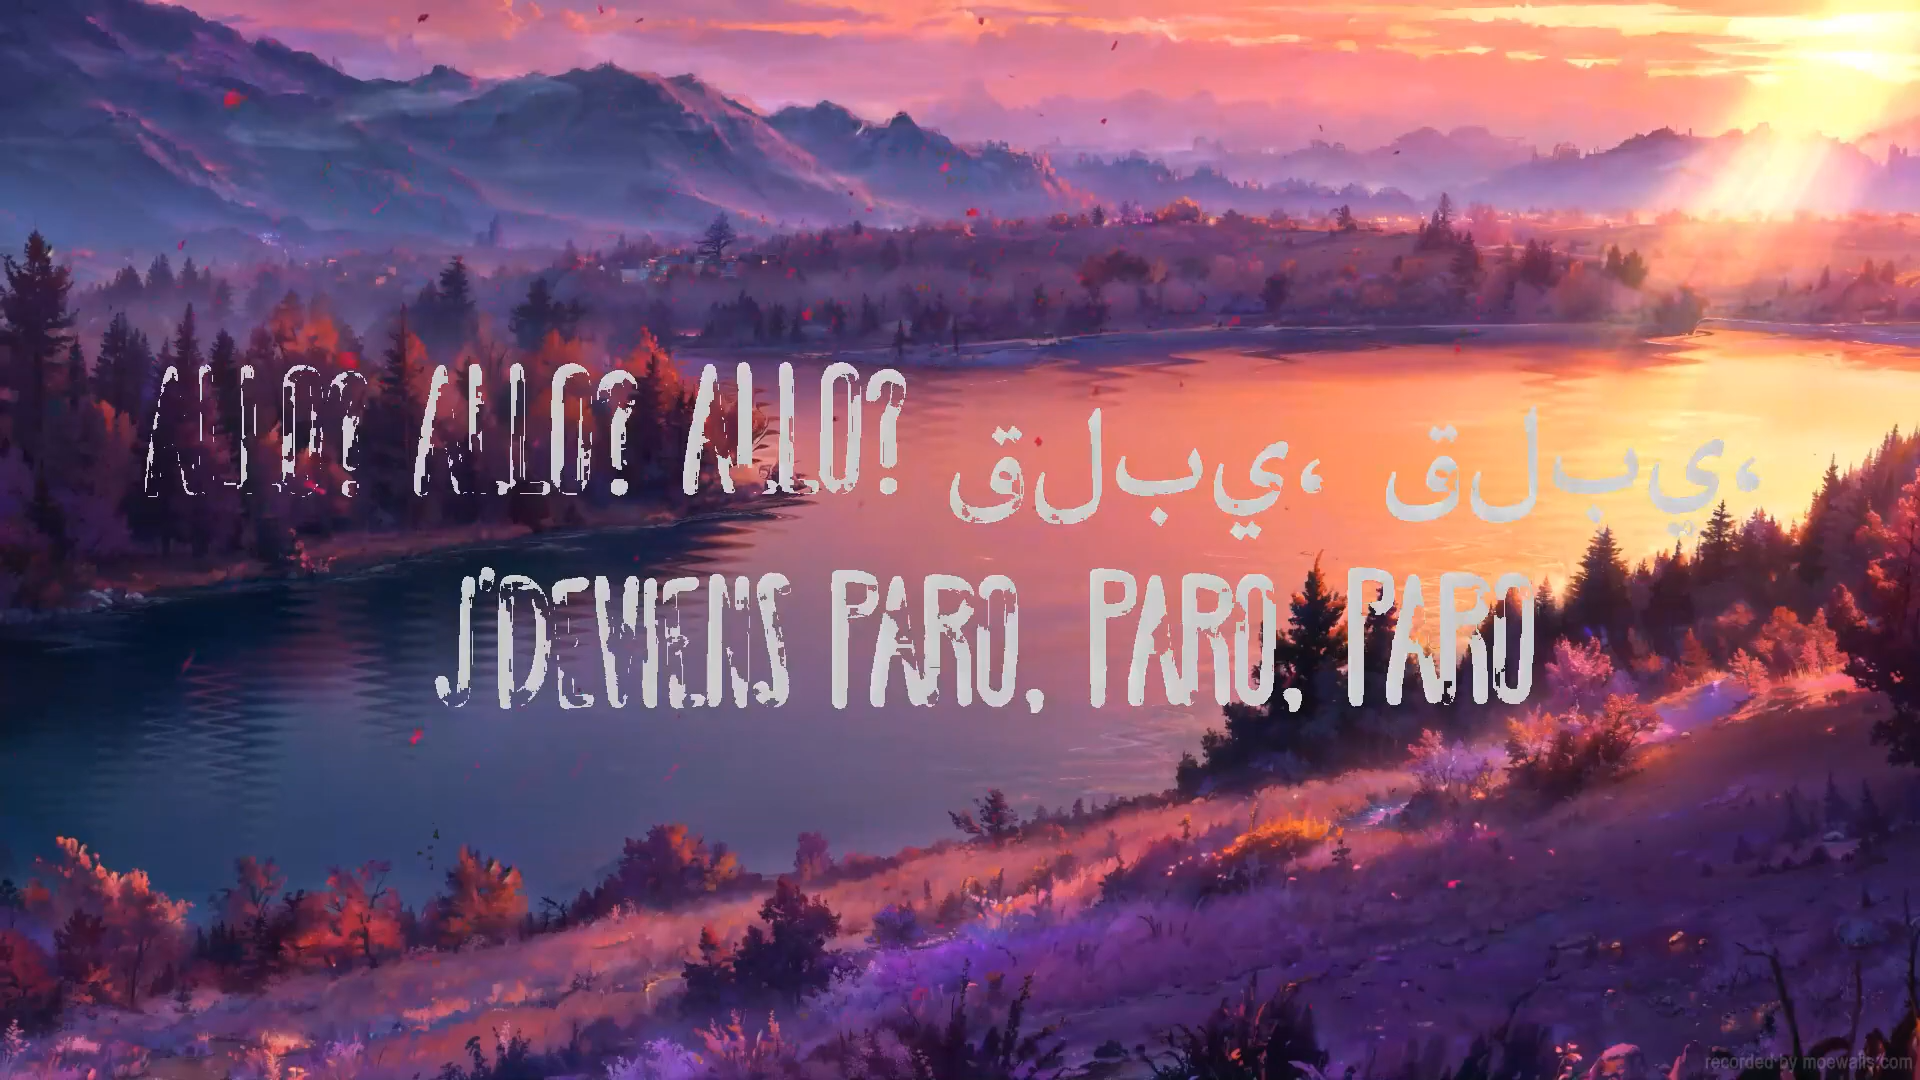 ALLO? ALLO? ALLO? قلبي، قلبي،
J'DEVIENS PARO, PARO, PARO
recorded by moewalls.com